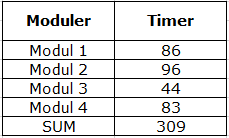 Moduler Timer
Modul 1 86
Modul 2 96
Modul 3 44
Modul 4 83
SUM 309